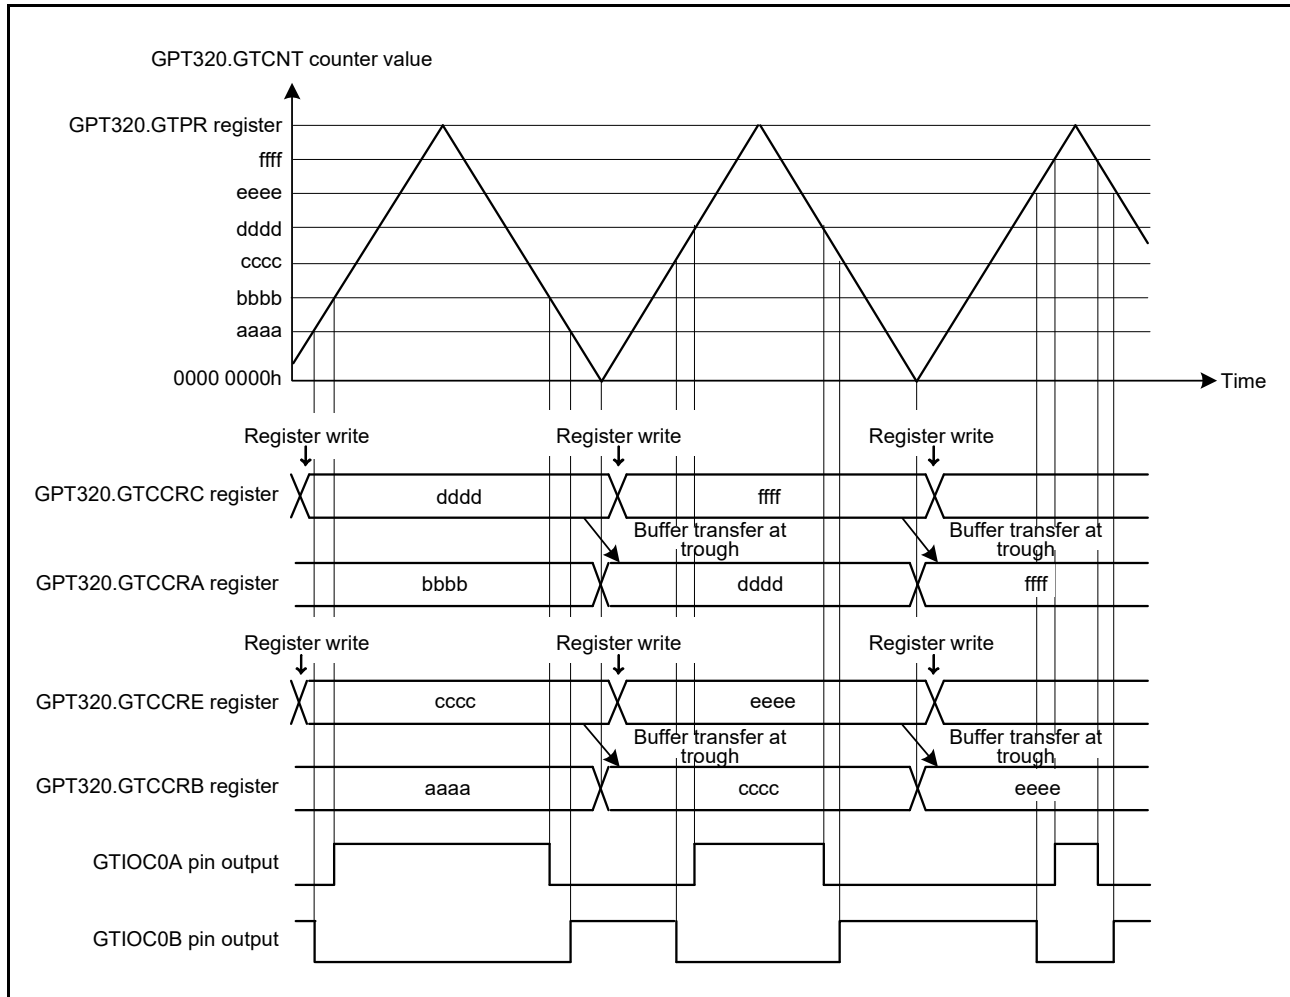 GPT320.GTCNT counter value
GPT320.GTPR register
ffff
eeee
dddd
cccc
bbbb
aaaa
0000 0000h
Time
Register write Register write Register write
GPT320.GTCCRC register dddd ffff
Buffer transfer at Buffer transfer at
trough trough
GPT320.GTCCRA register bbbb dddd ffff
Register write Register write Register write
GPT320.GTCCRE register cccc eeee
Buffer transfer at Buffer transfer at
trough trough
GPT320.GTCCRB register aaaa cccc eeee
GTIOC0A pin output
GTIOC0B pin output